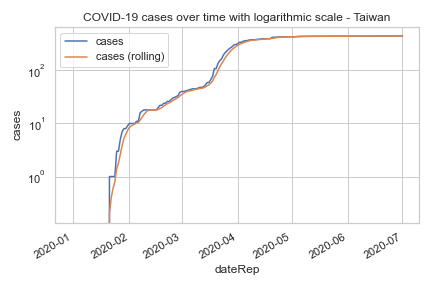 COVID-19 cases over time with logarithmic scale - Taiwan
cases
cases (rolling)
10²
10¹
10⁰
cases
2020-01
2020-02
2020-03
2020-04
2020-05
2020-06
2020-07
dateRep